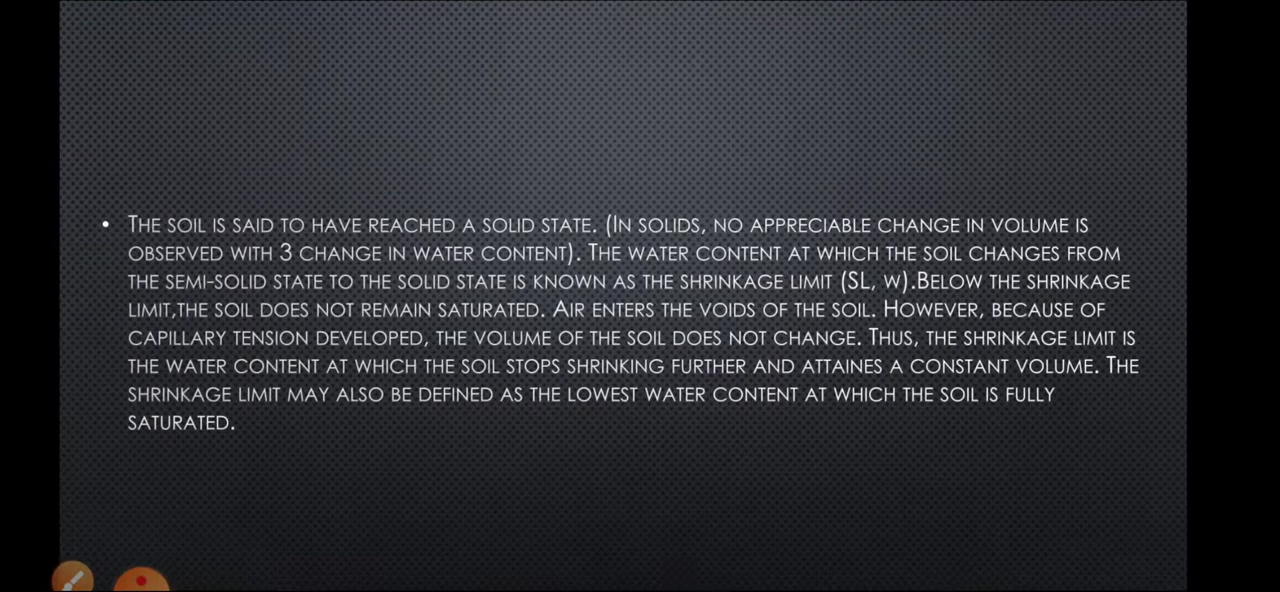 • The soil is said to have reached a solid state. (In solids, no appreciable change in volume is
observed with 3 change in water content). The water content at which the soil changes from
the semi-solid state to the solid state is known as the shrinkage limit (SL, w).Below the shrinkage
limit,the soil does not remain saturated. Air enters the voids of the soil. However, because of
capillary tension developed, the volume of the soil does not change. Thus, the shrinkage limit is
the water content at which the soil stops shrinking further and attaines a constant volume. The
shrinkage limit may also be defined as the lowest water content at which the soil is fully
saturated.